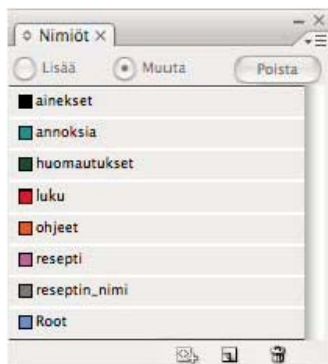 Nimiöt
Lisää Muuta Poista
ainekset
annoksia
huomautukset
luku
ohjeet
resepti
reseptin_nimi
Root